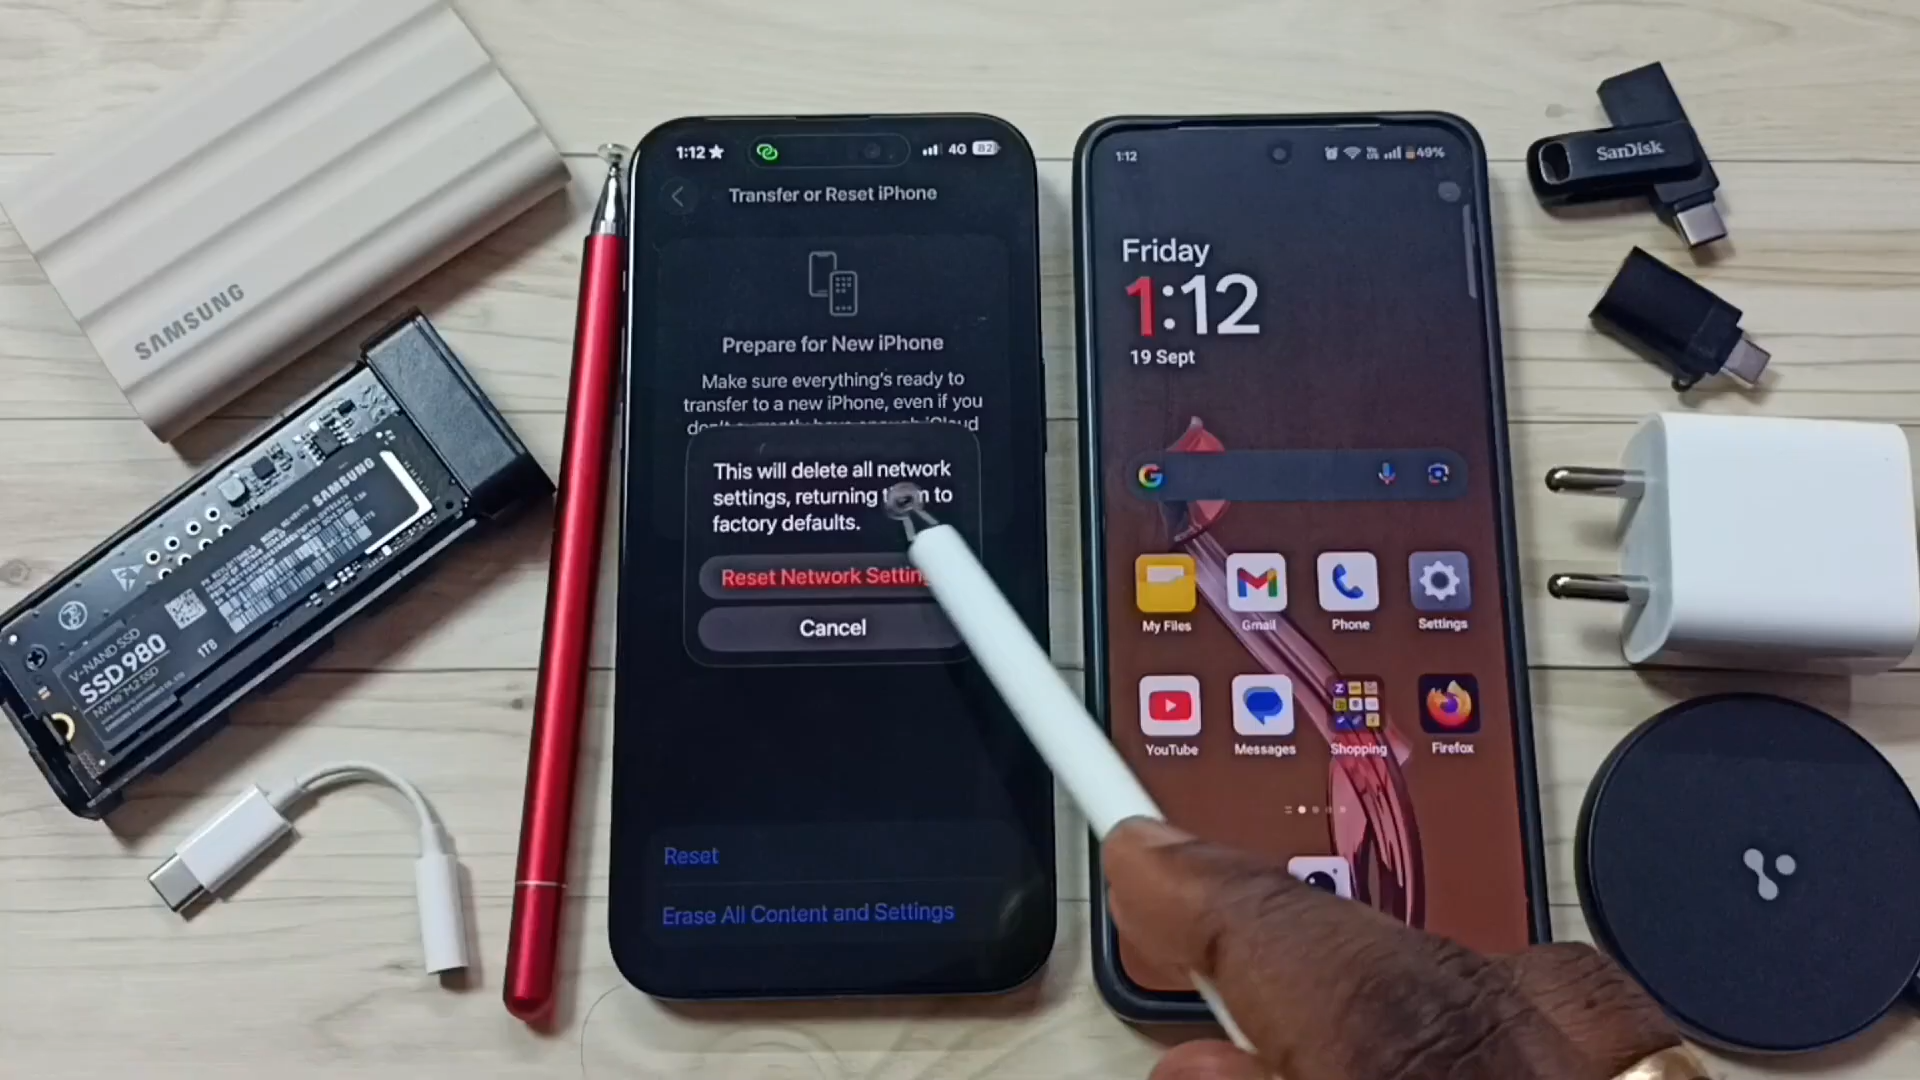 SAMSUNG
SAMSUNG
V-NAND SSD
SSD 980
NVMe M.2 SSD
1TB
1:12
4G
82
Transfer or Reset iPhone
Prepare for New iPhone
Make sure everything's ready to
transfer to a new iPhone, even if you
This will delete all network
settings, returning to
factory defaults.
Reset Network
Cancel
Reset
Erase All Content and Settings
1:12
49%
Friday
1:12
19 Sept
G
My Files
Gmail
Phone
Settings
YouTube
Messages
Shopping
Firefox
SanDisk